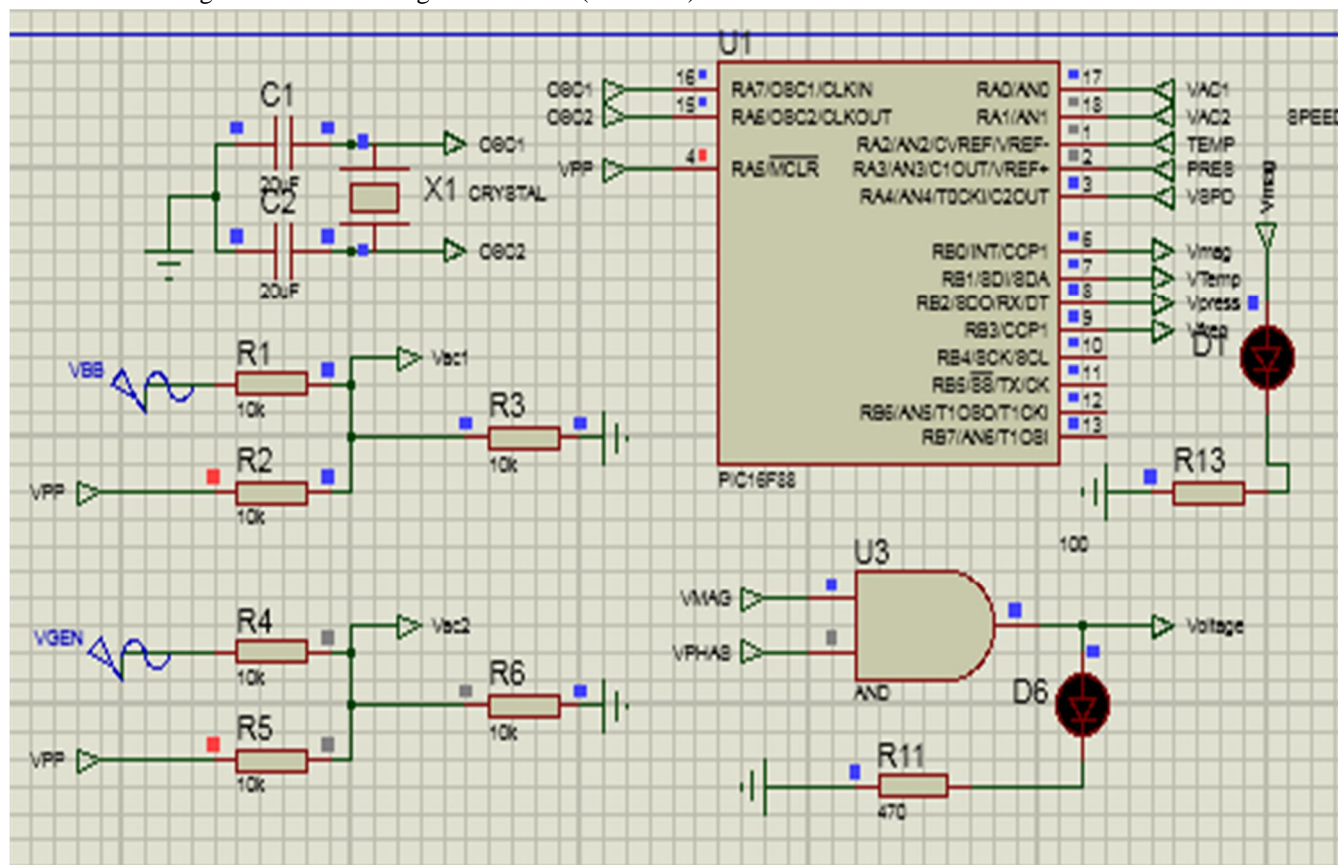 U1
C1
20uF
C2
20uF
X1 CRYSTAL
OSC1
OSC2
OSC1
OSC2
VPP
16
15
4
RA7/OSC1/CLKIN
RA6/OSC2/CLKOUT
RA5/MCLR
RA0/AN0
RA1/AN1
RA2/AN2/CVREF/VREF-
RA3/AN3/C1OUT/VREF+
RA4/AN4/T0CKI/C2OUT
RB0/INT/CCP1
RB1/SDI/SDA
RB2/SDO/RX/DT
RB3/CCP1
RB4/SCK/SCL
RB5/SS/TX/CK
RB6/AN5/T1OSO/T1CKI
RB7/AN6/T1OSI
17
18
1
2
3
6
7
8
9
10
11
12
13
VAC1
VAC2
TEMP
PRES
VSPD
Vmag
VTemp
Vpress
PIC16F88
SPEED
Vmag
D1
R13
100
VBB
R1
10k
Vac1
R3
10k
VPP
R2
10k
VGEN
R4
10k
Vac2
R6
10k
VPP
R5
10k
U3
VMAG
VPHAS
AND
Voltage
D6
R11
470